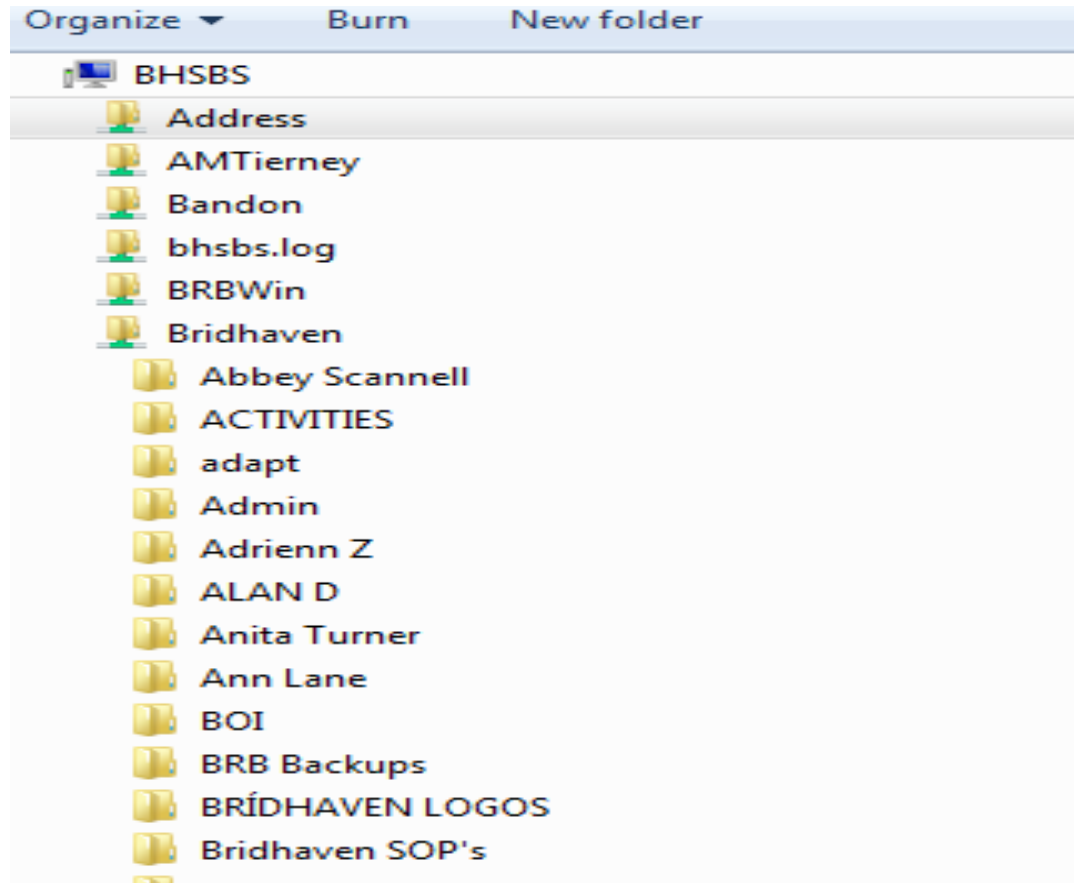 Organize Burn New folder
BHSBS
Address
AMTierney
Bandon
bhsbs.log
BRBWin
Bridhaven
Abbey Scannell
ACTIVITIES
adapt
Admin
Adrienn Z
ALAN D
Anita Turner
Ann Lane
BOI
BRB Backups
BRÍDHAVEN LOGOS
Bridhaven SOP's